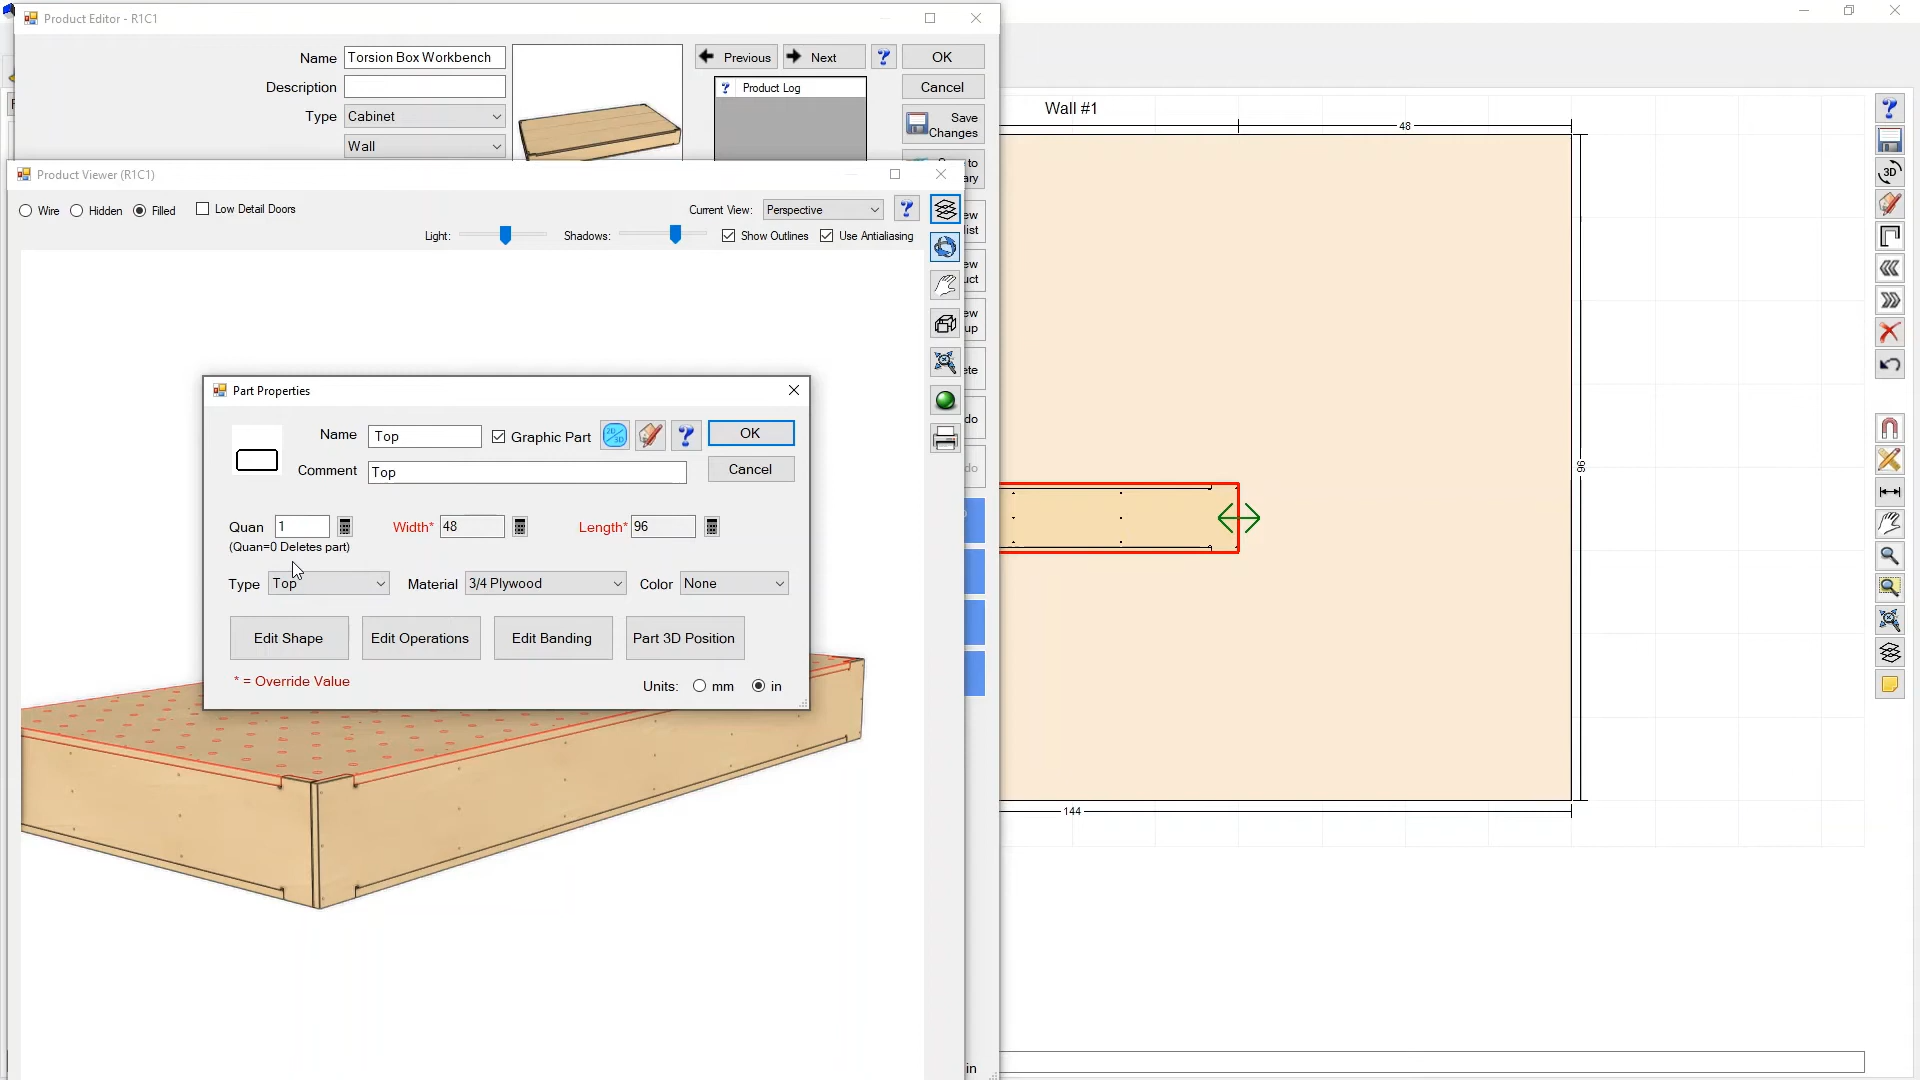 Product Editor - R1C1
Name Torsion Box Workbench
Previous Next ? OK
Description
? Product Log
Cancel
Type Cabinet
Save
Changes
Wall
Product Viewer (R1C1)
Wire Hidden Filled Low Detail Doors
Current View: Perspective ?
Light: Shadows: Show Outlines Use Antialiasing
Part Properties
Name Top Graphic Part 2D/3D ? OK
Comment Top Cancel
Quan 1 Width* 48 Length* 96
(Quan=0 Deletes part)
Type Top Material 3/4 Plywood Color None
Edit Shape Edit Operations Edit Banding Part 3D Position
* = Override Value
Units: mm in
in
Wall #1
48
96
144
?
3D